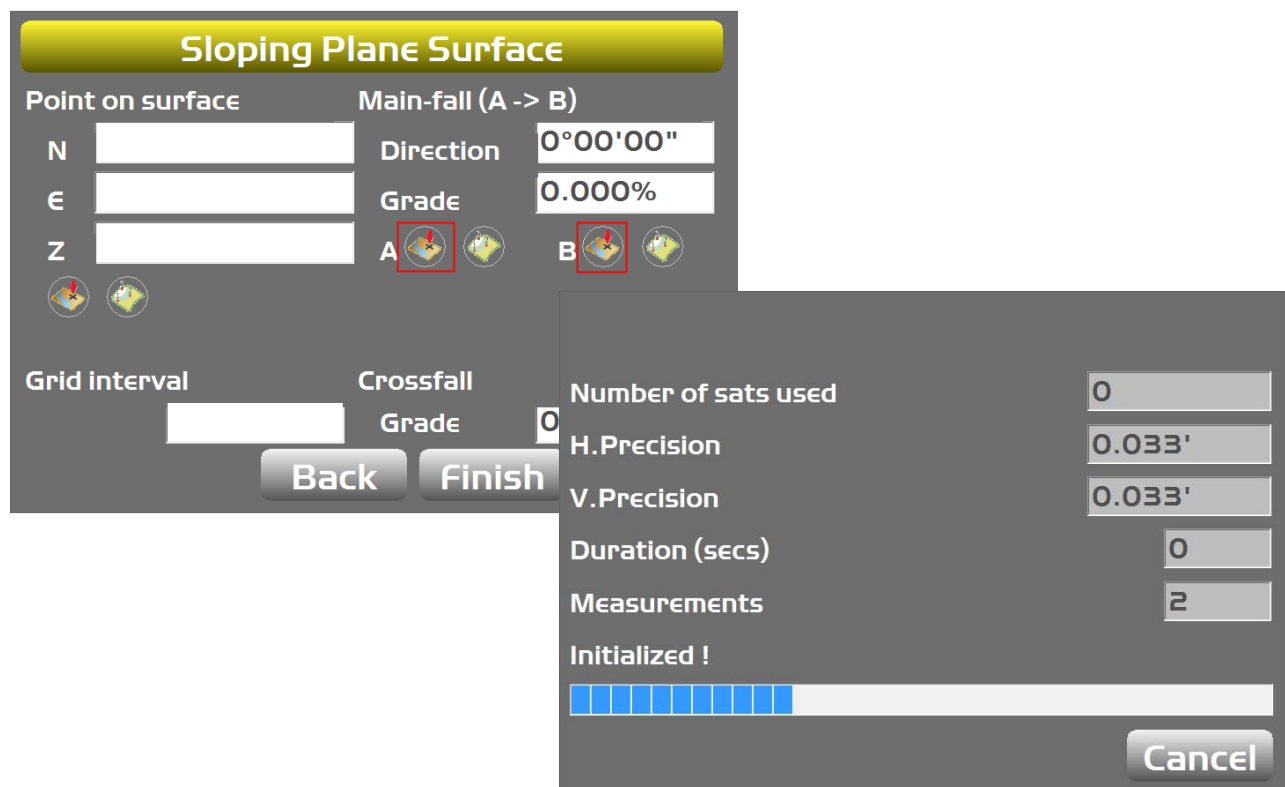 Sloping Plane Surface
Point on surface Main-fall (A -> B)
N Direction 0°00'00"
E Grade 0.000%
Z A B
Grid interval Crossfall
Grade 0
Back Finish
Number of sats used 0
H.Precision 0.033'
V.Precision 0.033'
Duration (secs) 0
Measurements 2
Initialized !
Cancel